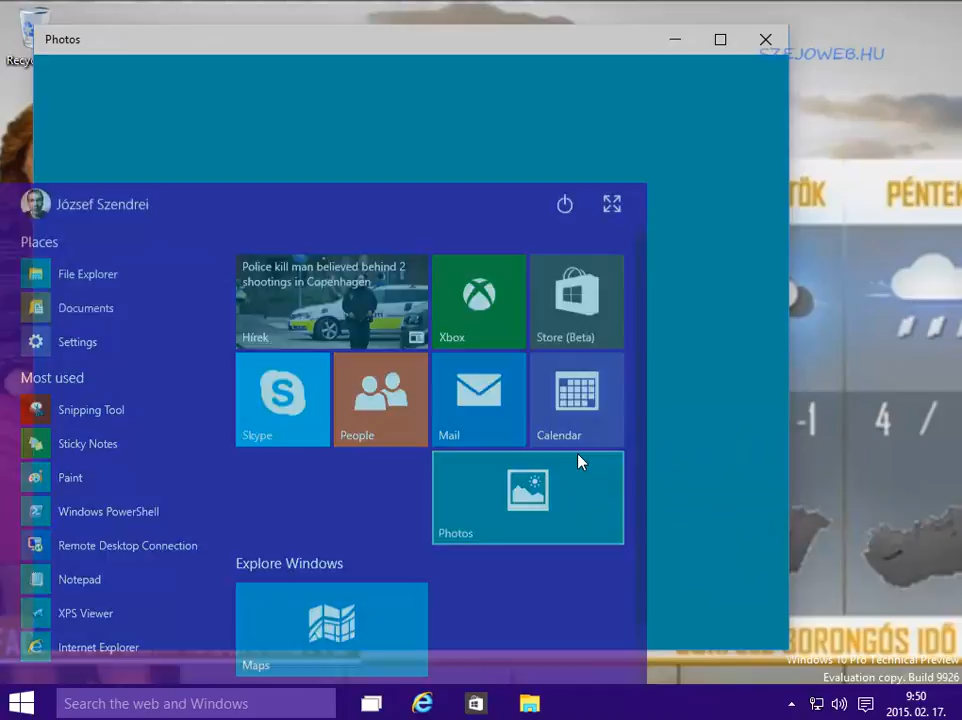 Photos
SZEJOWEB.HU
József Szendrei
Places
File Explorer
Documents
Settings
Most used
Snipping Tool
Sticky Notes
Paint
Windows PowerShell
Remote Desktop Connection
Notepad
XPS Viewer
Internet Explorer
Police kill man believed behind 2
shootings in Copenhagen
Hírek
Xbox
Store (Beta)
Skype
People
Mail
Calendar
Photos
Explore Windows
Maps
PÉNTEK
-1
4 /
BORONGÓS IDŐ
Windows 10 Pro Technical Preview
Evaluation copy. Build 9926
Search the web and Windows
9:50
2015. 02. 17.